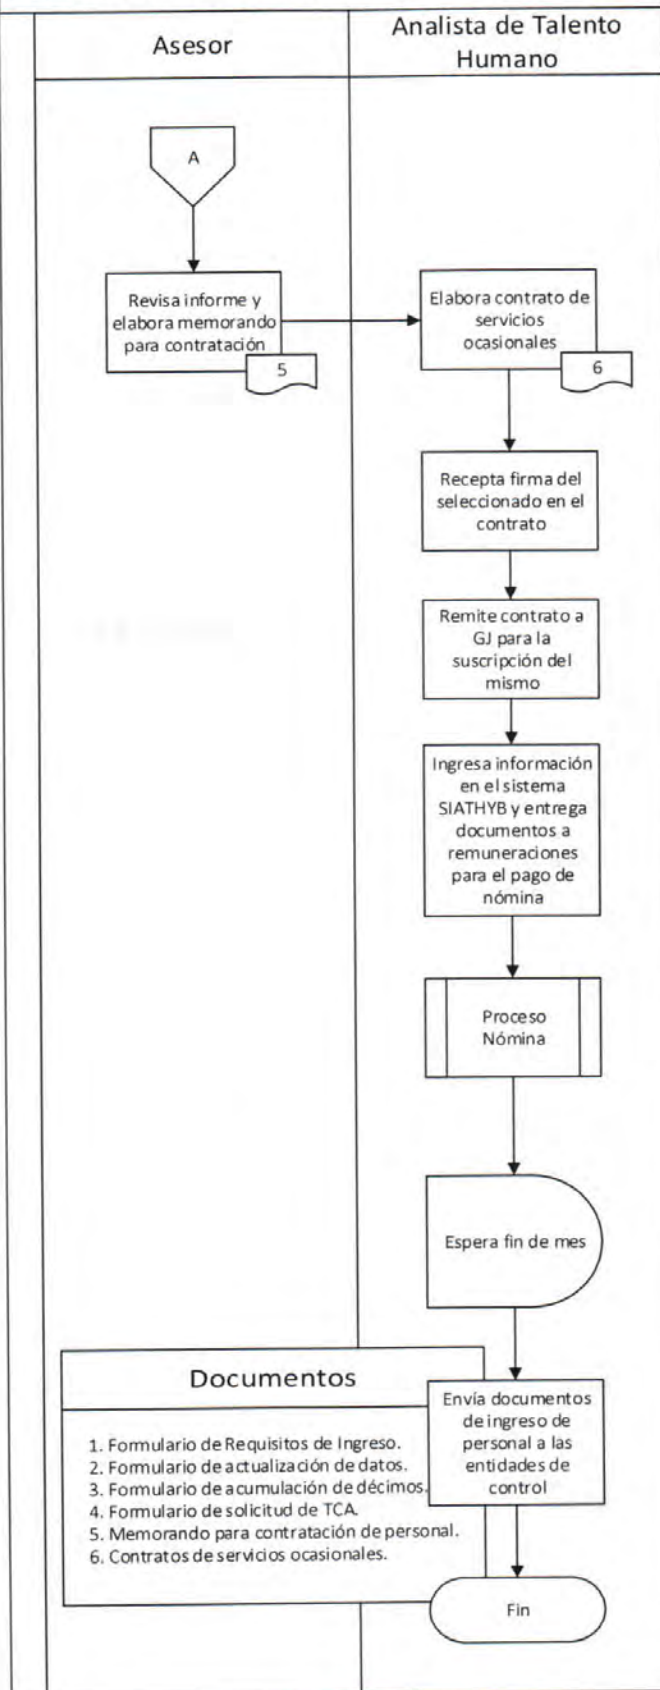 Asesor
Analista de Talento
Humano
A
Revisa informe y
elabora memorando
para contratación
5
Elabora contrato de
servicios
ocasionales
6
Recepta firma del
seleccionado en el
contrato
Remite contrato a
GJ para la
suscripción del
mismo
Ingresa información
en el sistema
SIATHYB y entrega
documentos a
remuneraciones
para el pago de
nómina
Proceso
Nómina
Espera fin de mes
Envía documentos
de ingreso de
personal a las
entidades de
control
Fin
Documentos
1. Formulario de Requisitos de Ingreso.
2. Formulario de actualización de datos.
3. Formulario de acumulación de décimos.
4. Formulario de solicitud de TCA.
5. Memorando para contratación de personal.
6. Contratos de servicios ocasionales.